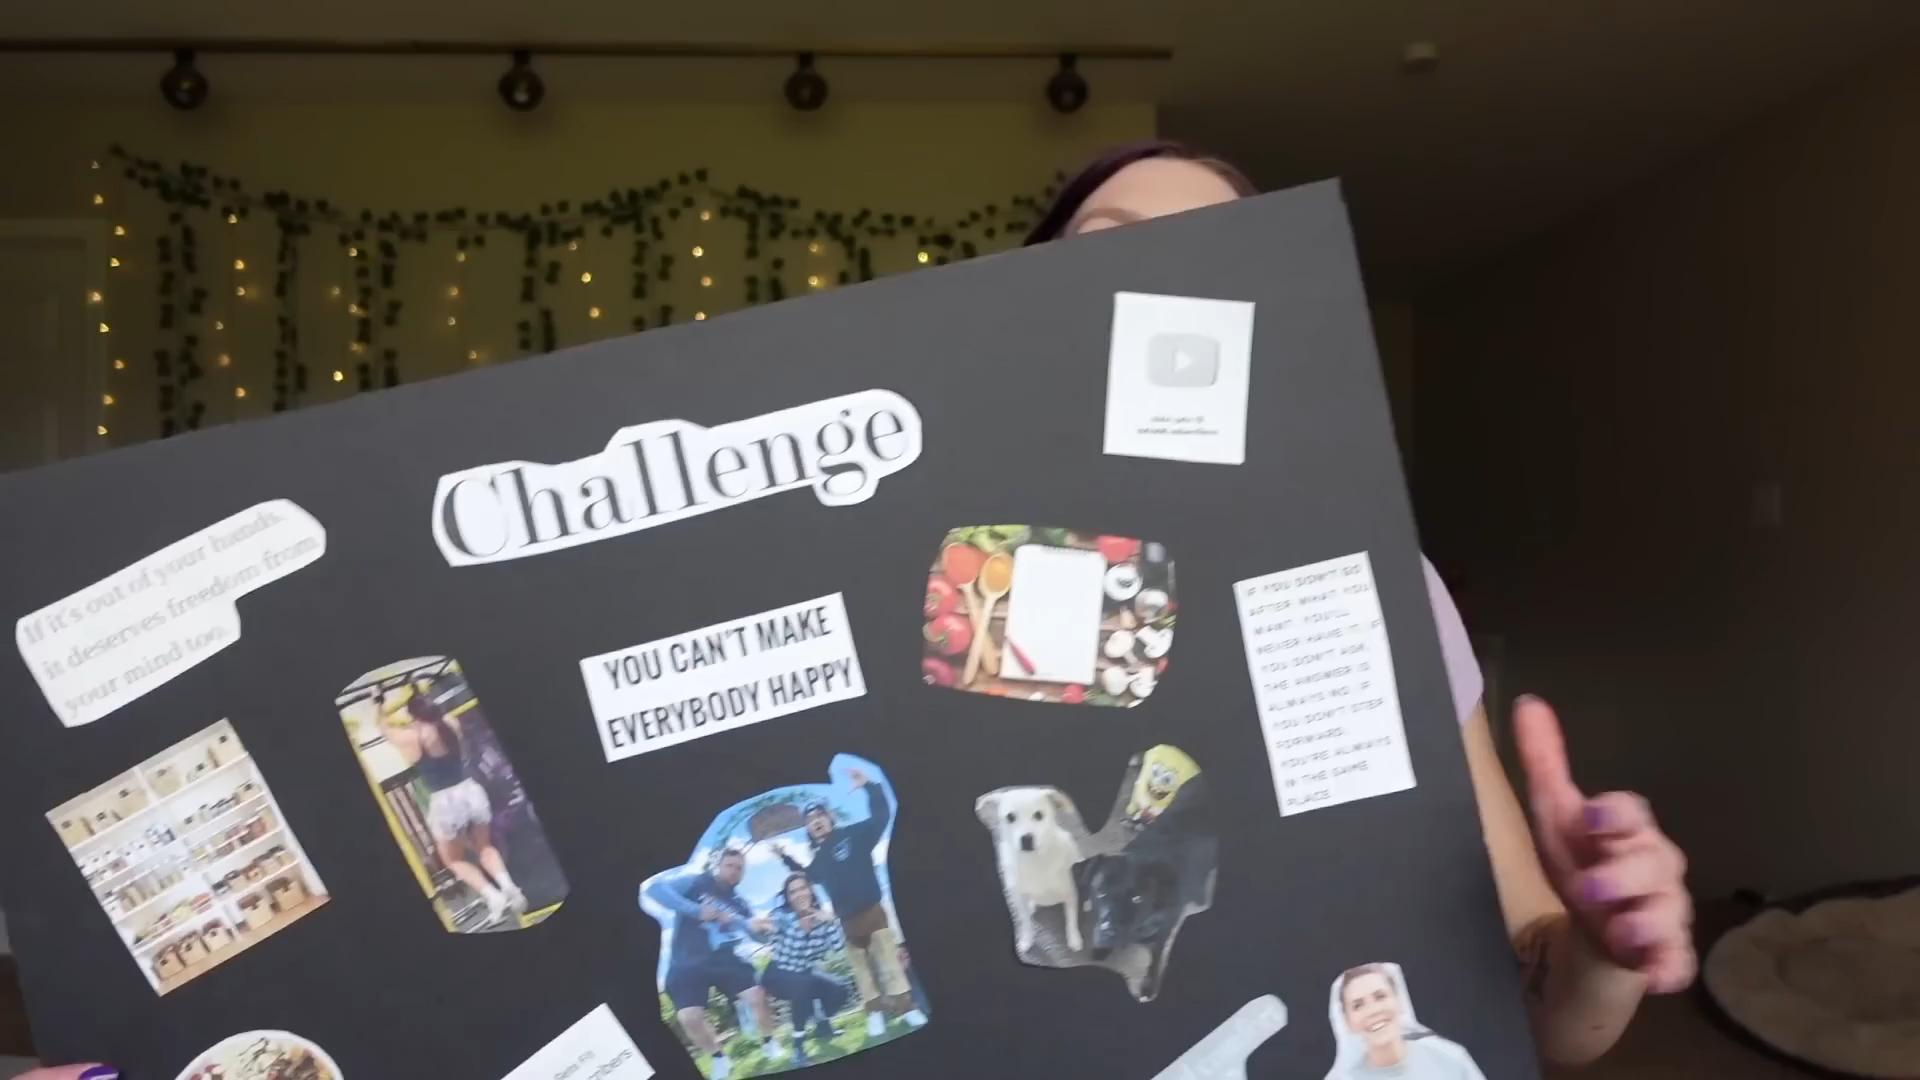 Challenge
If it's out of your hands,
it deserves freedom from
your mind too.
YOU CAN'T MAKE
EVERYBODY HAPPY
IF YOU DON'T GO
AFTER WHAT YOU
WANT, YOU'LL
NEVER HAVE IT. IF
YOU DON'T ASK,
THE ANSWER IS
ALWAYS NO. IF
YOU DON'T STEP
FORWARD,
YOU'RE ALWAYS
IN THE SAME
PLACE